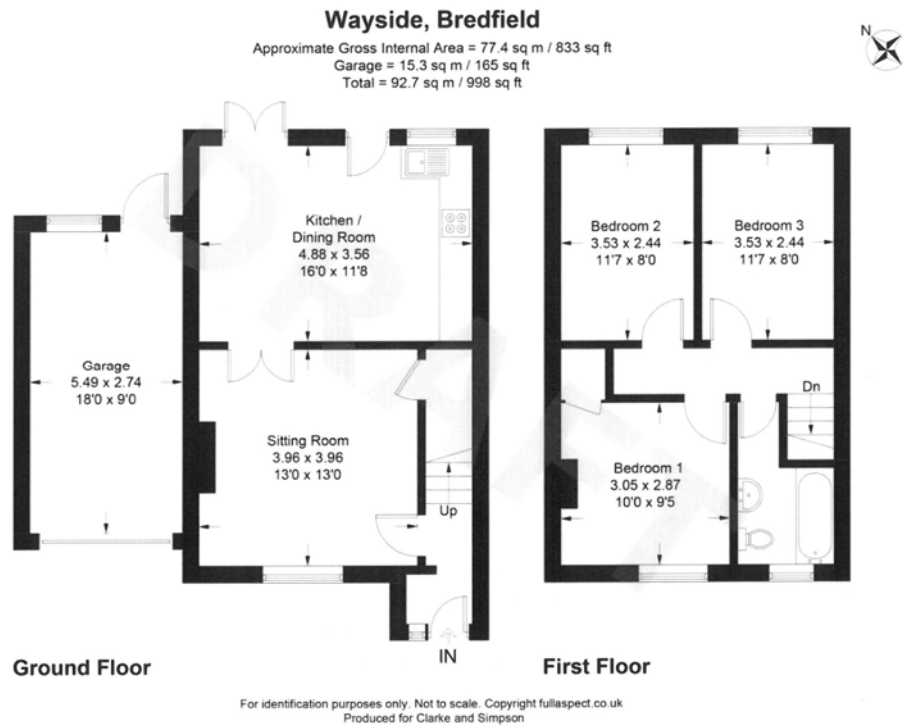 Wayside, Bredfield
Approximate Gross Internal Area = 77.4 sq m / 833 sq ft
Garage = 15.3 sq m / 165 sq ft
Total = 92.7 sq m / 998 sq ft
N
Kitchen /
Dining Room
4.88 x 3.56
16'0 x 11'8
Garage
5.49 x 2.74
18'0 x 9'0
Sitting Room
3.96 x 3.96
13'0 x 13'0
Up
IN
Ground Floor
Bedroom 2
3.53 x 2.44
11'7 x 8'0
Bedroom 3
3.53 x 2.44
11'7 x 8'0
Dn
Bedroom 1
3.05 x 2.87
10'0 x 9'5
First Floor
DRAFT
For identification purposes only. Not to scale. Copyright fullaspect.co.uk
Produced for Clarke and Simpson